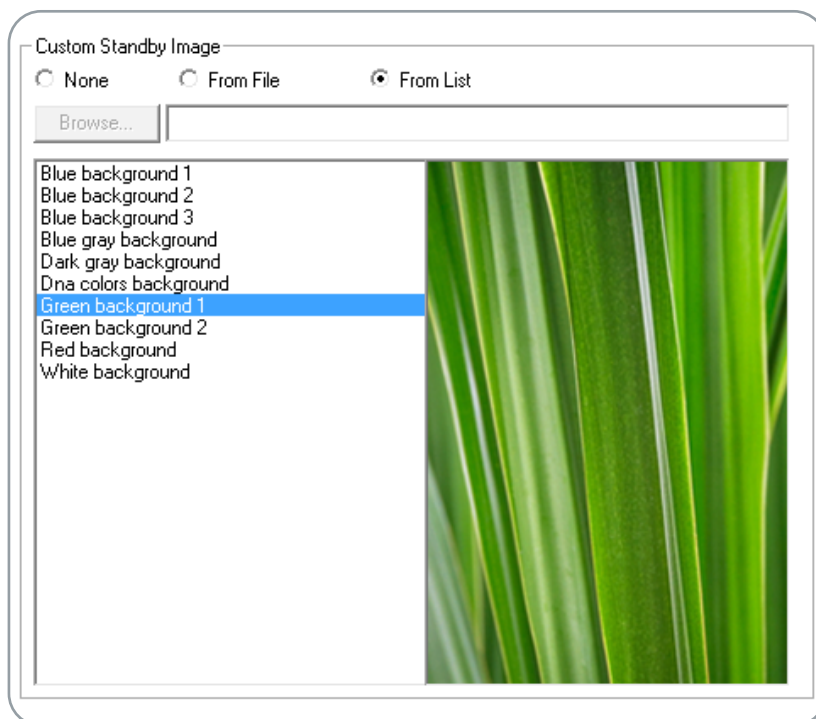 Custom Standby Image
None From File From List
Browse...
Blue background 1
Blue background 2
Blue background 3
Blue gray background
Dark gray background
Dna colors background
Green background 1
Green background 2
Red background
White background